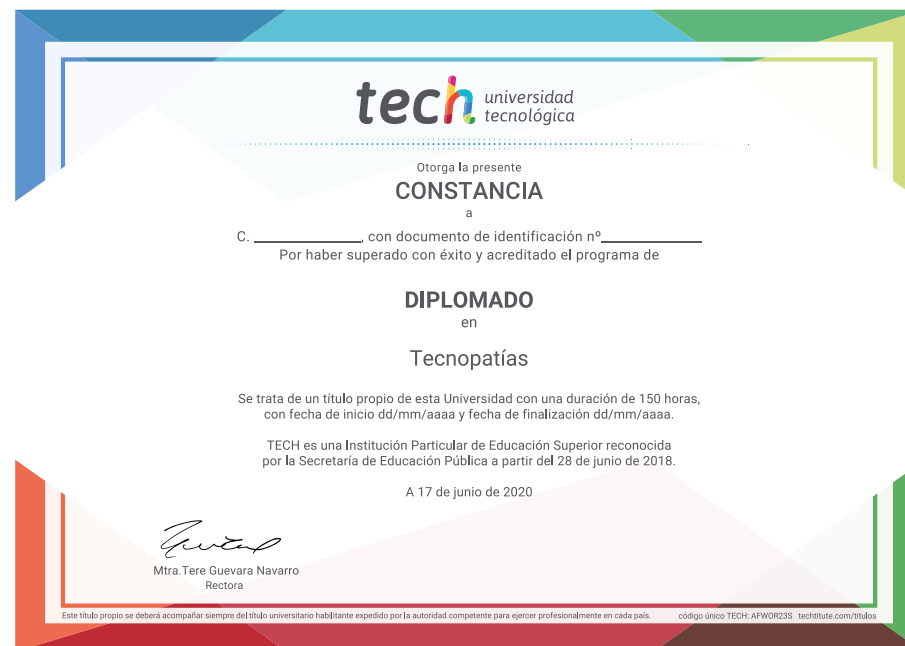 tech universidad
tecnológica
Otorga la presente
CONSTANCIA
a
C. ____________, con documento de identificación nº____________
Por haber superado con éxito y acreditado el programa de
DIPLOMADO
en
Tecnopatías
Se trata de un título propio de esta Universidad con una duración de 150 horas,
con fecha de inicio dd/mm/aaaa y fecha de finalización dd/mm/aaaa.
TECH es una Institución Particular de Educación Superior reconocida
por la Secretaría de Educación Pública a partir del 28 de junio de 2018.
A 17 de junio de 2020
Mtra.Tere Guevara Navarro
Rectora
Este título propio se deberá acompañar siempre del título universitario habilitante expedido por la autoridad competente para ejercer profesionalmente en cada país. código único TECH: AFWOR23S techtitute.com/titulos